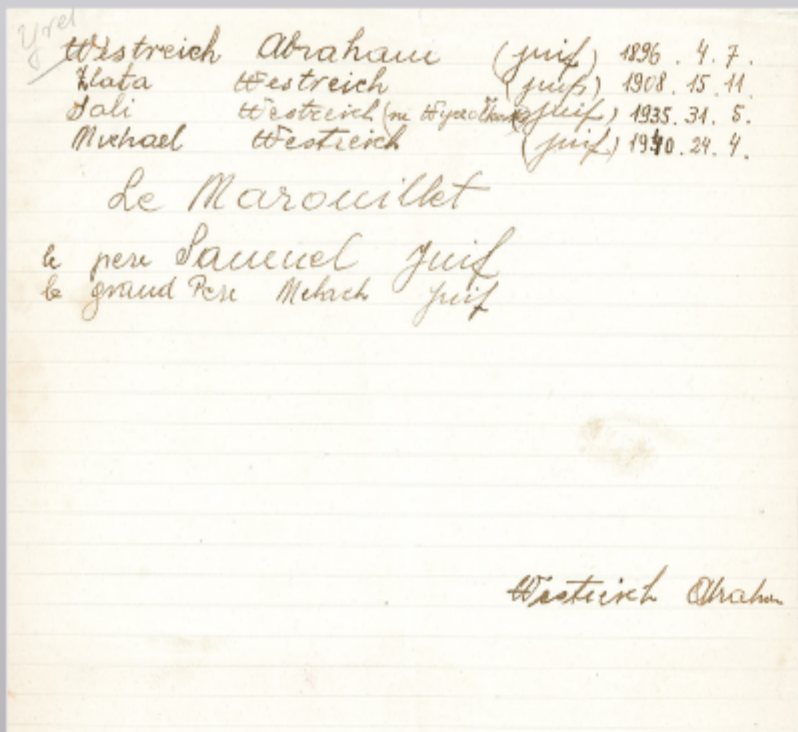 Westreich Abraham (juif) 1896. 4. 7.
Zlata Westreich (juif) 1908. 15. 11.
Sali Westreich (juif) 1935. 31. 5.
Michael Westreich (juif) 1940. 24. 4.
Le Marouillet
le pere Samuel Juif
le grand Pere Juif
Westreich Abraham